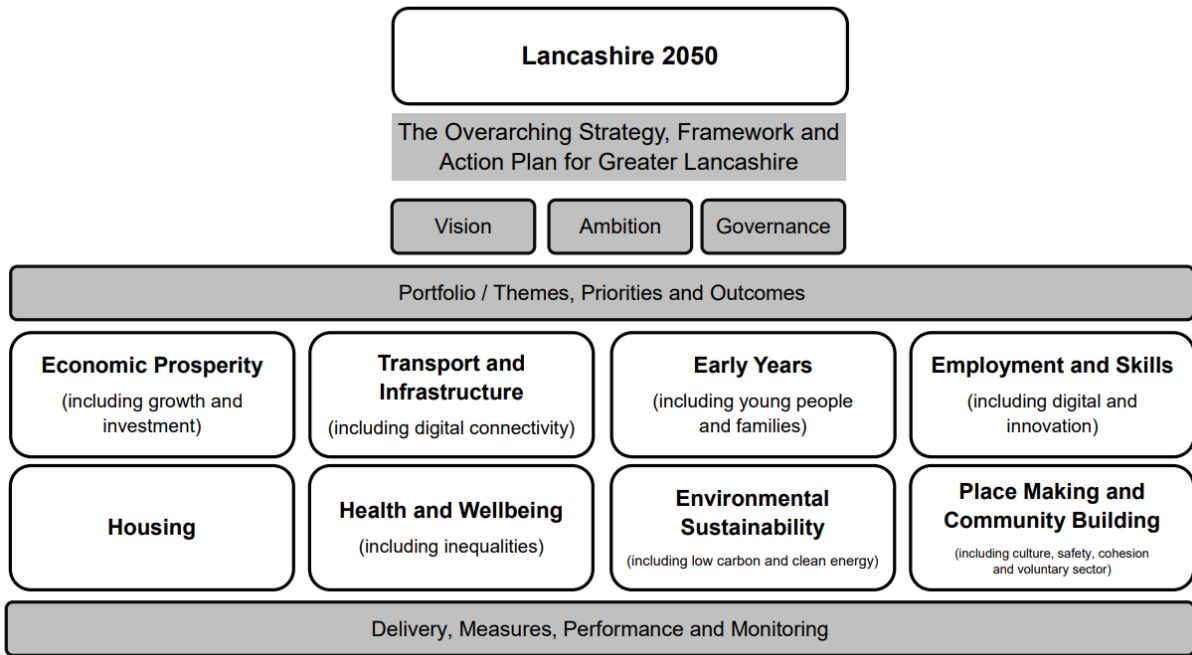 Lancashire 2050
The Overarching Strategy, Framework and
Action Plan for Greater Lancashire
Vision
Ambition
Governance
Portfolio / Themes, Priorities and Outcomes
Economic Prosperity
(including growth and
investment)
Transport and
Infrastructure
(including digital connectivity)
Early Years
(including young people
and families)
Employment and Skills
(including digital and
innovation)
Housing
Health and Wellbeing
(including inequalities)
Environmental
Sustainability
(including low carbon and clean energy)
Place Making and
Community Building
(including culture, safety, cohesion
and voluntary sector)
Delivery, Measures, Performance and Monitoring